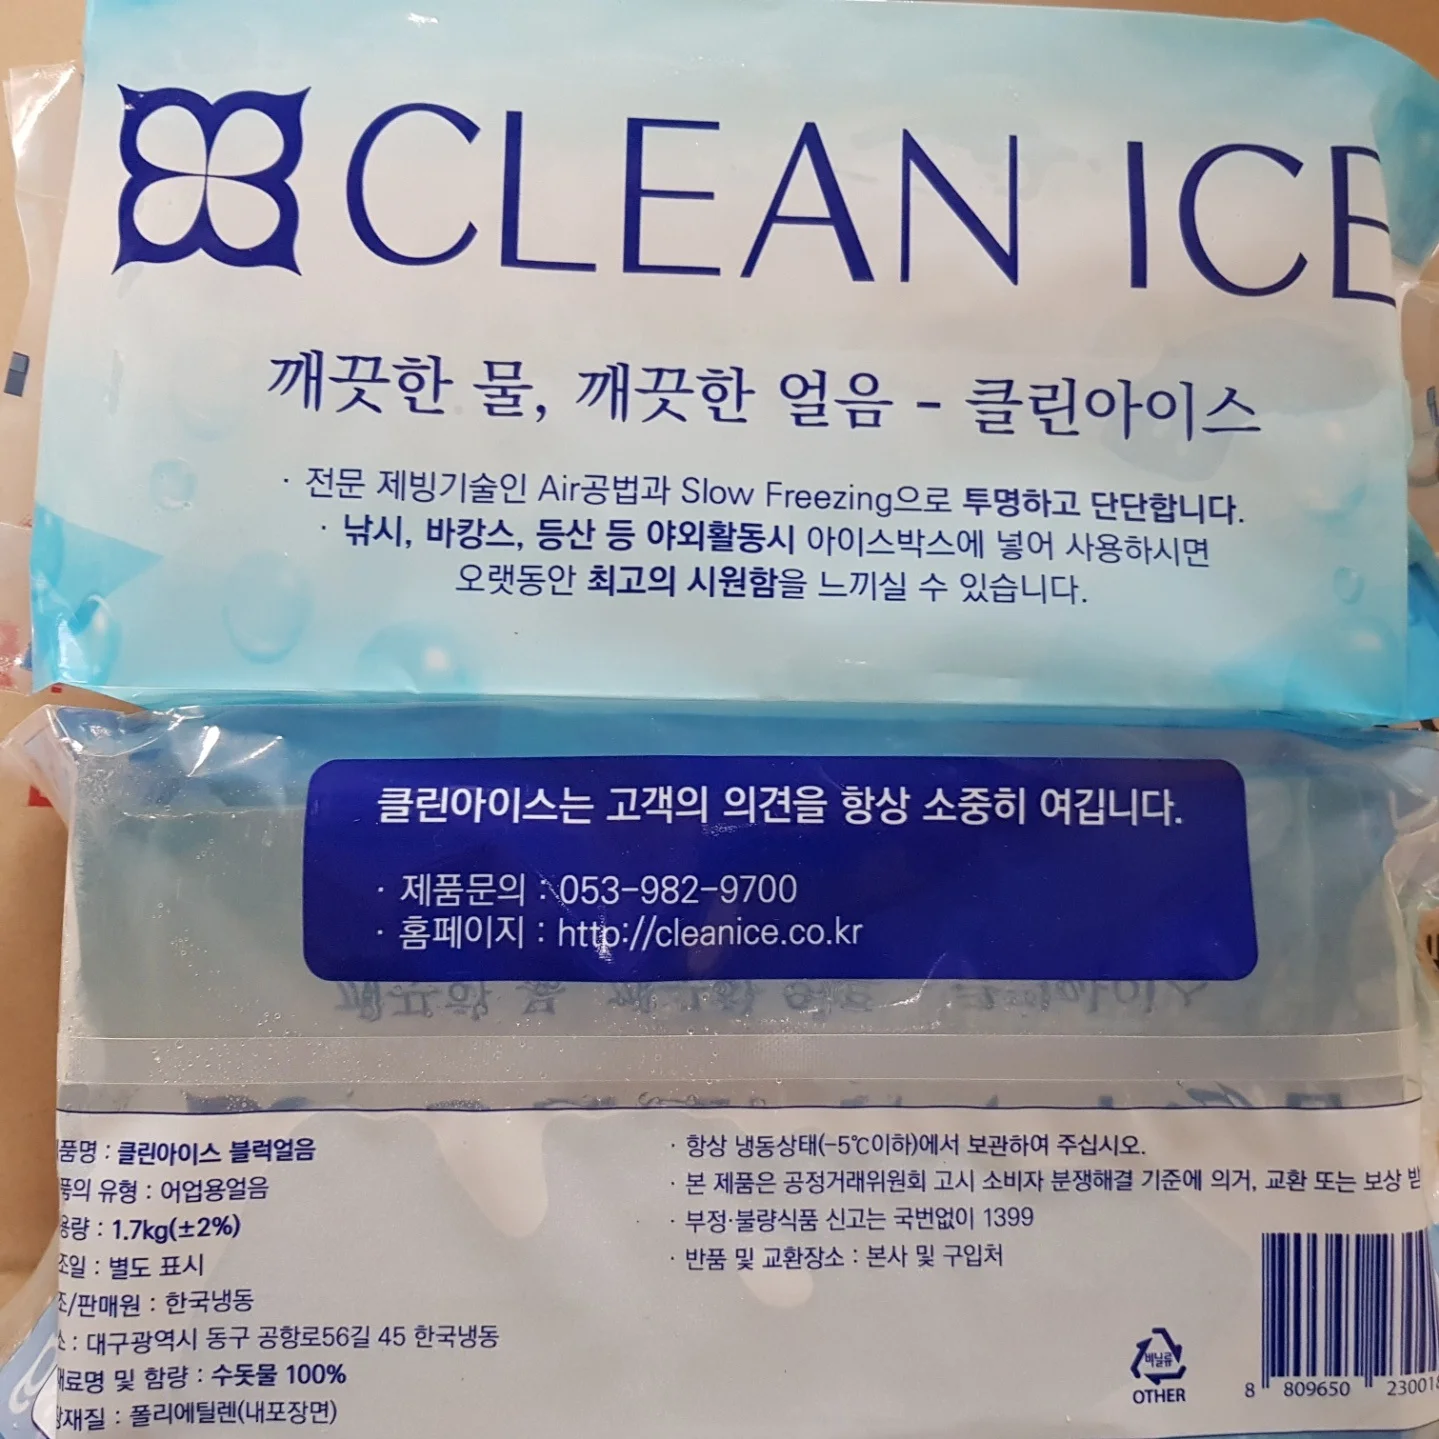 CLEAN ICE
깨끗한 물, 깨끗한 얼음 - 클린아이스
· 전문 제빙기술인 Air공법과 Slow Freezing으로 투명하고 단단합니다.
· 낚시, 바캉스, 등산 등 야외활동시 아이스박스에 넣어 사용하시면
오랫동안 최고의 시원함을 느끼실 수 있습니다.
클린아이스는 고객의 의견을 항상 소중히 여깁니다.
· 제품문의 : 053-982-9700
· 홈페이지 : http://cleanice.co.kr
품명 : 클린아이스 블럭얼음
품의 유형 : 어업용얼음
용량 : 1.7kg(±2%)
조일 : 별도 표시
조/판매원 : 한국냉동
소 : 대구광역시 동구 공항로56길 45 한국냉동
재료명 및 함량 : 수돗물 100%
장재질 : 폴리에틸렌(내포장면)
· 항상 냉동상태(-5℃이하)에서 보관하여 주십시오.
· 본 제품은 공정거래위원회 고시 소비자 분쟁해결 기준에 의거, 교환 또는 보상 받
· 부정·불량식품 신고는 국번없이 1399
· 반품 및 교환장소 : 본사 및 구입처
비닐류
OTHER
8 809650 230018